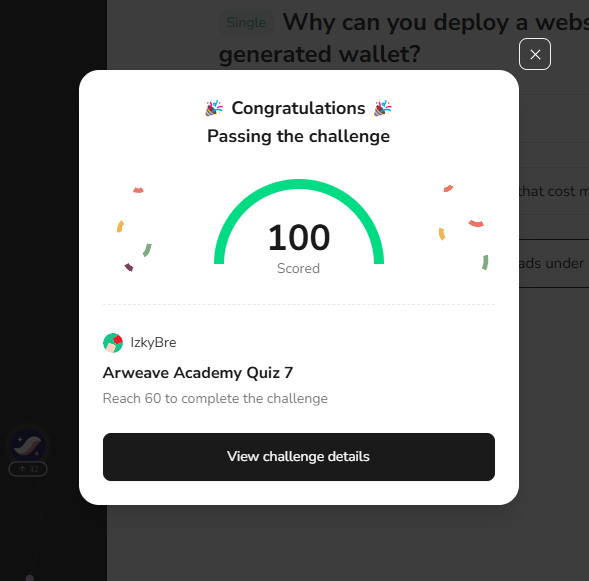 Single Why can you deploy a webs
generated wallet?
🎉 Congratulations 🎉
Passing the challenge
that cost m
100
Scored
ads under
IzkyBre
Arweave Academy Quiz 7
Reach 60 to complete the challenge
View challenge details
32